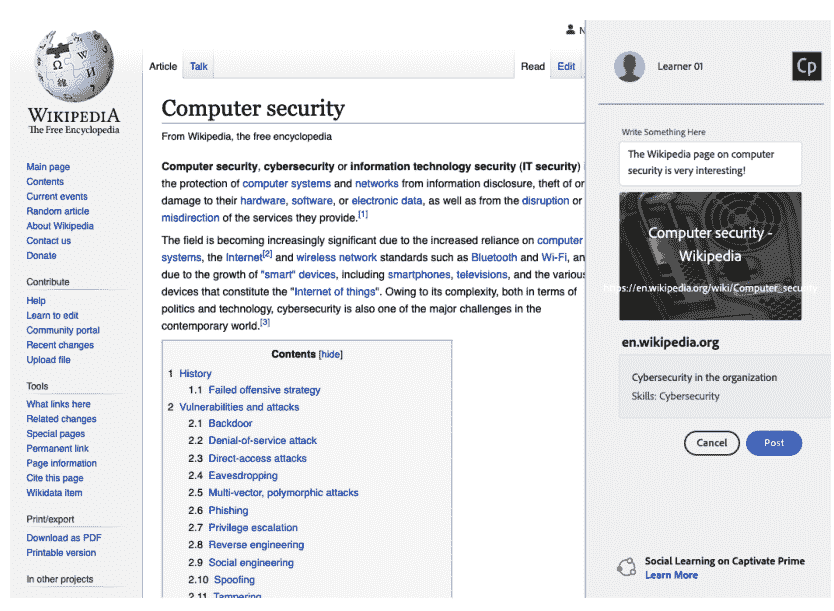 WIKIPEDIA
The Free Encyclopedia
Main page
Contents
Current events
Random article
About Wikipedia
Contact us
Donate
Contribute
Help
Learn to edit
Community portal
Recent changes
Upload file
Tools
What links here
Related changes
Special pages
Permanent link
Page information
Cite this page
Wikidata item
Print/export
Download as PDF
Printable version
In other projects
N
Article Talk
Read Edit
Computer security
From Wikipedia, the free encyclopedia
Computer security, cybersecurity or information technology security (IT security)
the protection of computer systems and networks from information disclosure, theft of or
damage to their hardware, software, or electronic data, as well as from the disruption or
misdirection of the services they provide.[1]
The field is becoming increasingly significant due to the increased reliance on computer
systems, the Internet[2] and wireless network standards such as Bluetooth and Wi-Fi, an
due to the growth of "smart" devices, including smartphones, televisions, and the various
devices that constitute the "Internet of things". Owing to its complexity, both in terms of
politics and technology, cybersecurity is also one of the major challenges in the
contemporary world.[3]
Contents [hide]
1 History
1.1 Failed offensive strategy
2 Vulnerabilities and attacks
2.1 Backdoor
2.2 Denial-of-service attack
2.3 Direct-access attacks
2.4 Eavesdropping
2.5 Multi-vector, polymorphic attacks
2.6 Phishing
2.7 Privilege escalation
2.8 Reverse engineering
2.9 Social engineering
2.10 Spoofing
2.11 Tampering
Learner 01
Cp
Write Something Here
The Wikipedia page on computer
security is very interesting!
Computer security -
Wikipedia
https://en.wikipedia.org/wiki/Computer_security
en.wikipedia.org
Cybersecurity in the organization
Skills: Cybersecurity
Cancel Post
Social Learning on Captivate Prime
Learn More